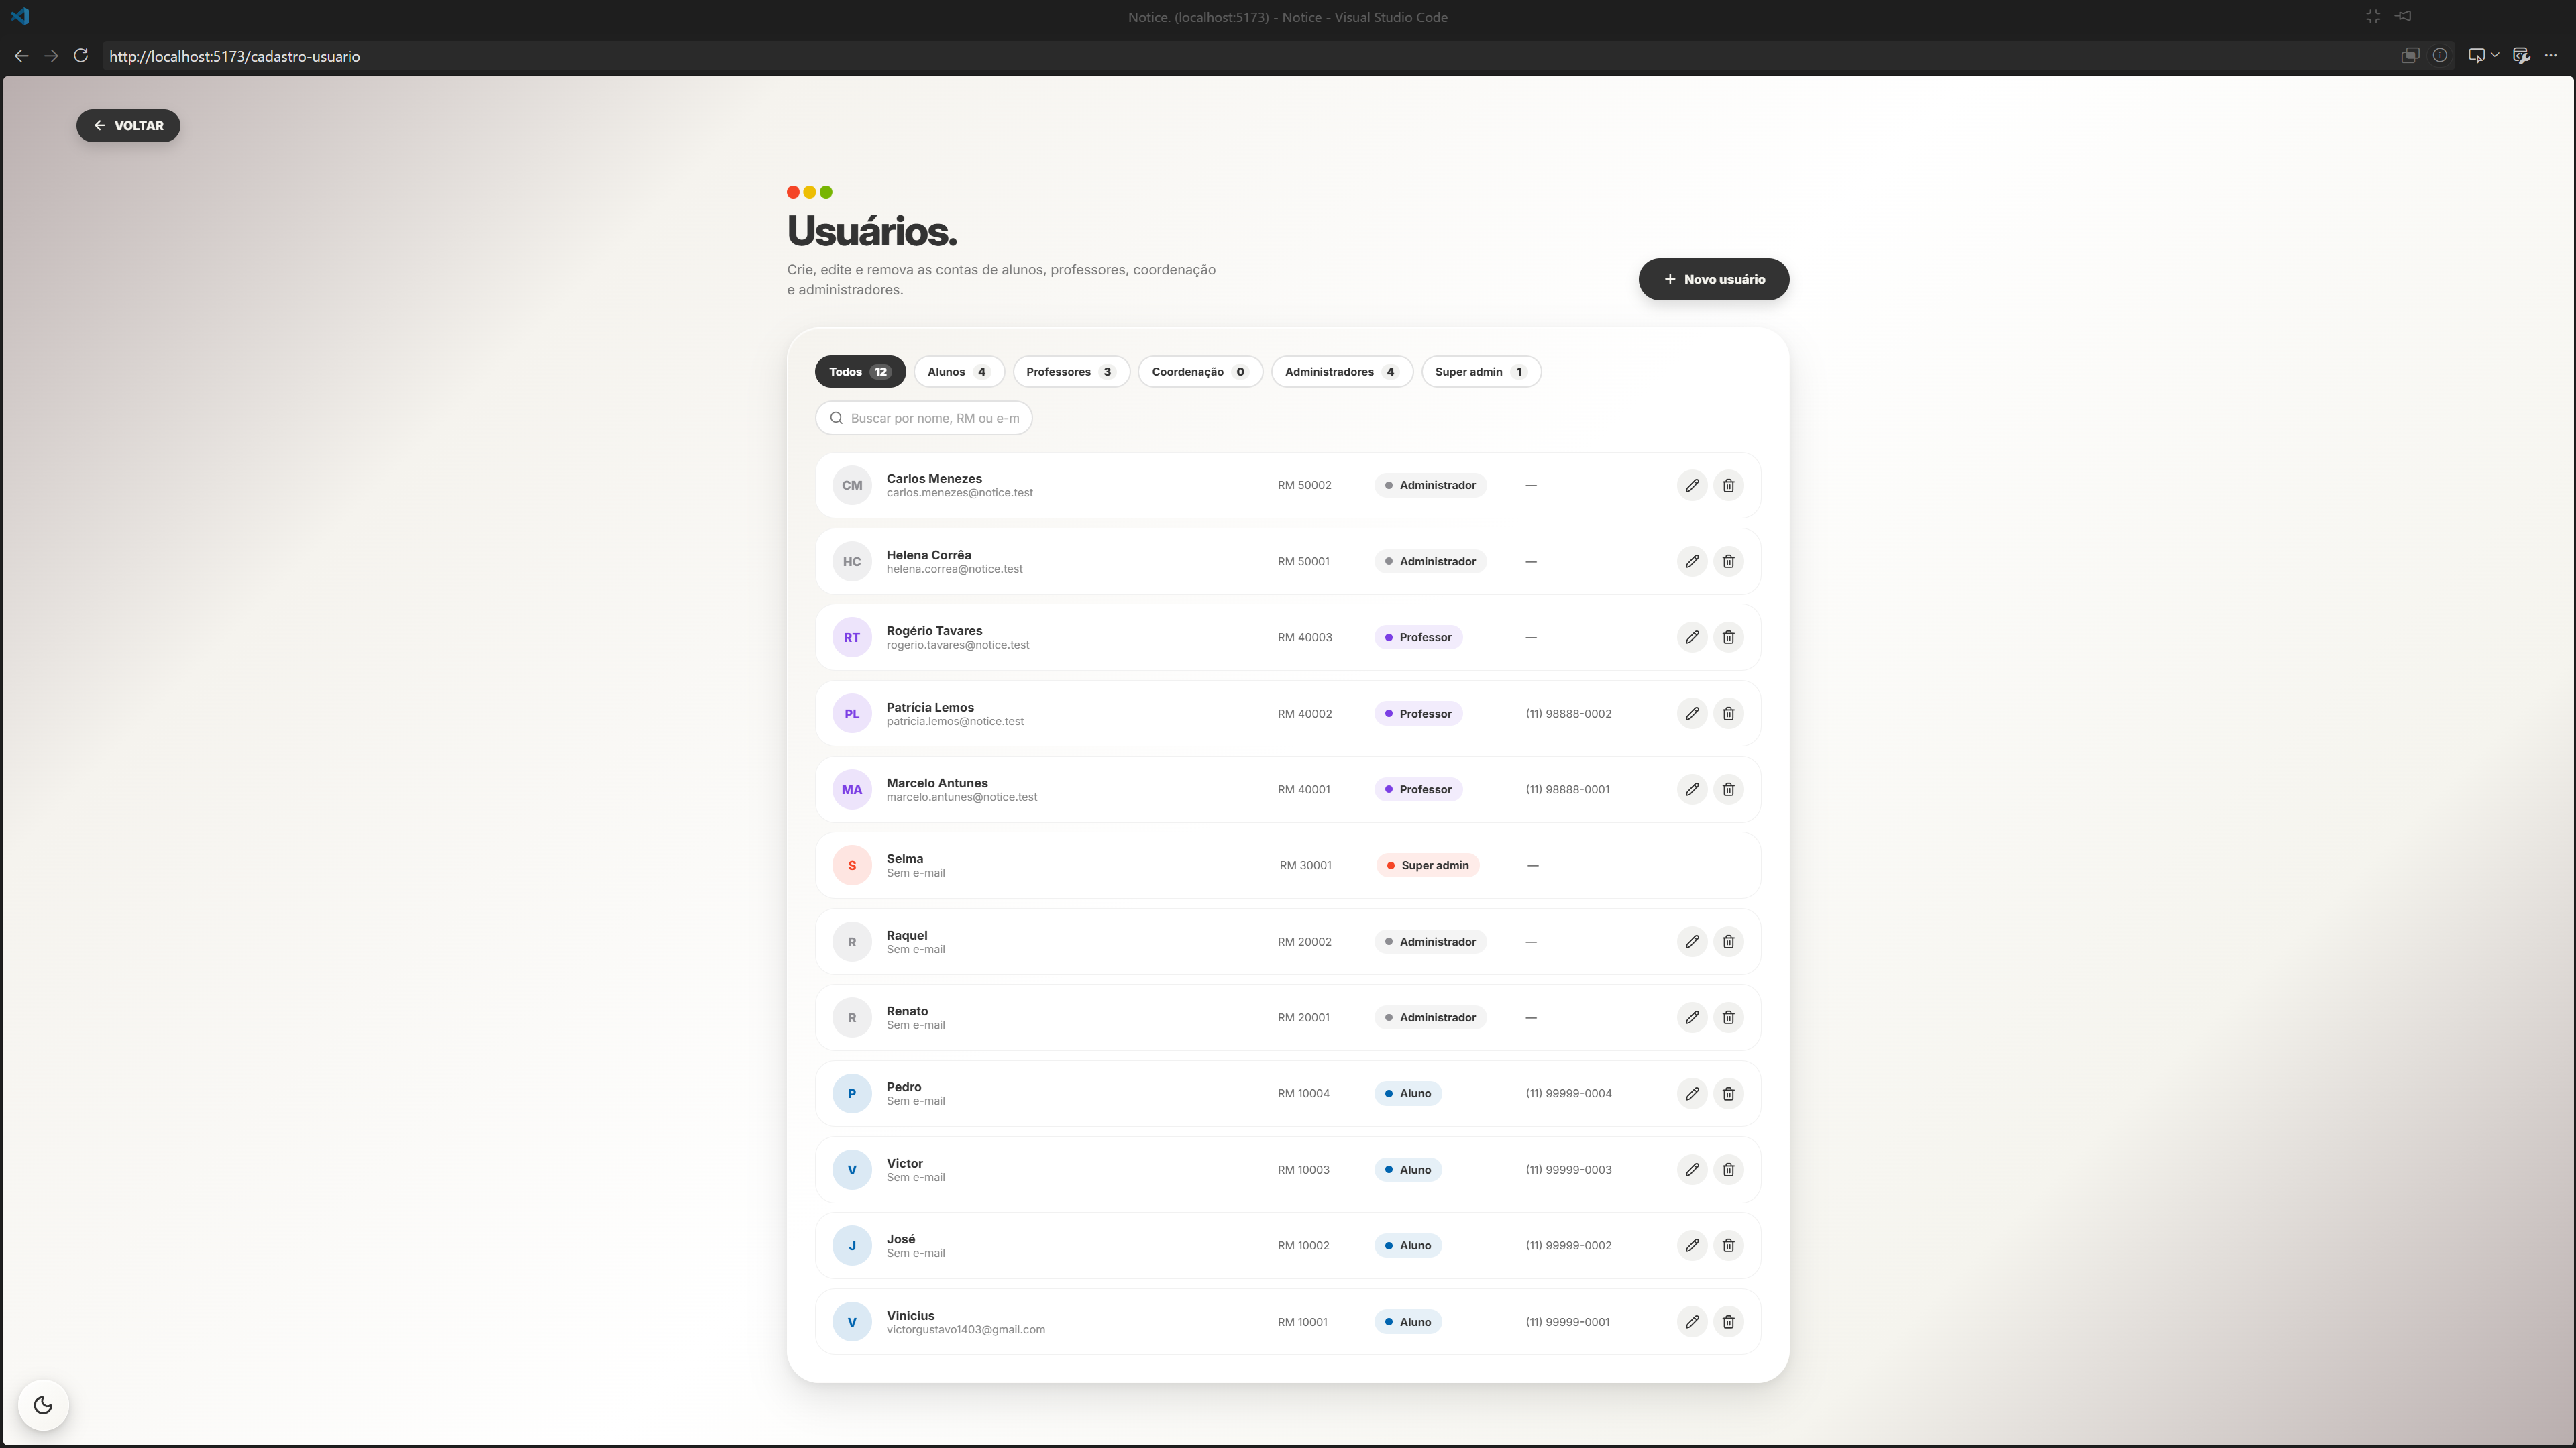 Notice. (localhost:5173) - Notice - Visual Studio Code
http://localhost:5173/cadastro-usuario
VOLTAR
Usuários.
Crie, edite e remova as contas de alunos, professores, coordenação
e administradores.
+ Novo usuário
Todos 12 Alunos 4 Professores 3 Coordenação 0 Administradores 4 Super admin 1
Buscar por nome, RM ou e-m
CM Carlos Menezes RM 50002 Administrador —
carlos.menezes@notice.test
HC Helena Corrêa RM 50001 Administrador —
helena.correa@notice.test
RT Rogério Tavares RM 40003 Professor —
rogerio.tavares@notice.test
PL Patrícia Lemos RM 40002 Professor (11) 98888-0002
patricia.lemos@notice.test
MA Marcelo Antunes RM 40001 Professor (11) 98888-0001
marcelo.antunes@notice.test
S Selma RM 30001 Super admin —
Sem e-mail
R Raquel RM 20002 Administrador —
Sem e-mail
R Renato RM 20001 Administrador —
Sem e-mail
P Pedro RM 10004 Aluno (11) 99999-0004
Sem e-mail
V Victor RM 10003 Aluno (11) 99999-0003
Sem e-mail
J José RM 10002 Aluno (11) 99999-0002
Sem e-mail
V Vinicius RM 10001 Aluno (11) 99999-0001
victorgustavo1403@gmail.com